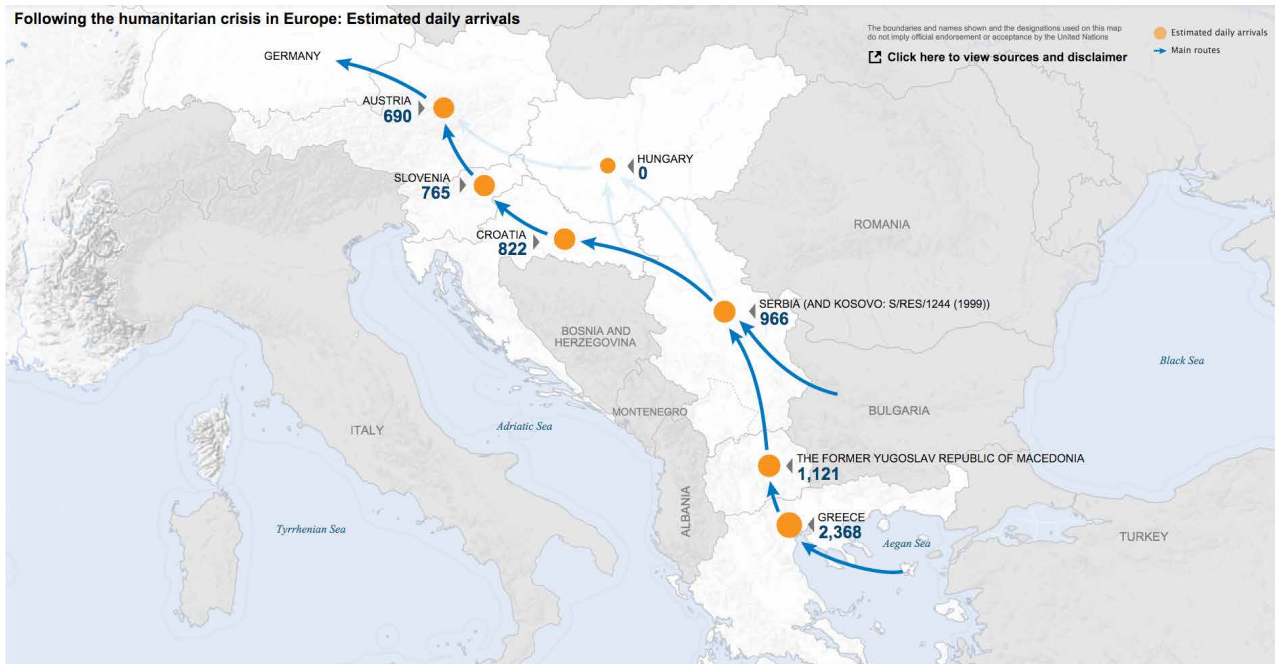 Following the humanitarian crisis in Europe: Estimated daily arrivals
The boundaries and names shown and the designations used on this map
do not imply official endorsement or acceptance by the United Nations
Click here to view sources and disclaimer
Estimated daily arrivals
Main routes
GERMANY
AUSTRIA
690
HUNGARY
0
SLOVENIA
765
CROATIA
822
ROMANIA
SERBIA (AND KOSOVO: S/RES/1244 (1999))
966
BOSNIA AND
HERZEGOVINA
Black Sea
MONTENEGRO
BULGARIA
ITALY
Adriatic Sea
THE FORMER YUGOSLAV REPUBLIC OF MACEDONIA
1,121
ALBANIA
GREECE
2,368
Tyrrhenian Sea
Aegan Sea
TURKEY